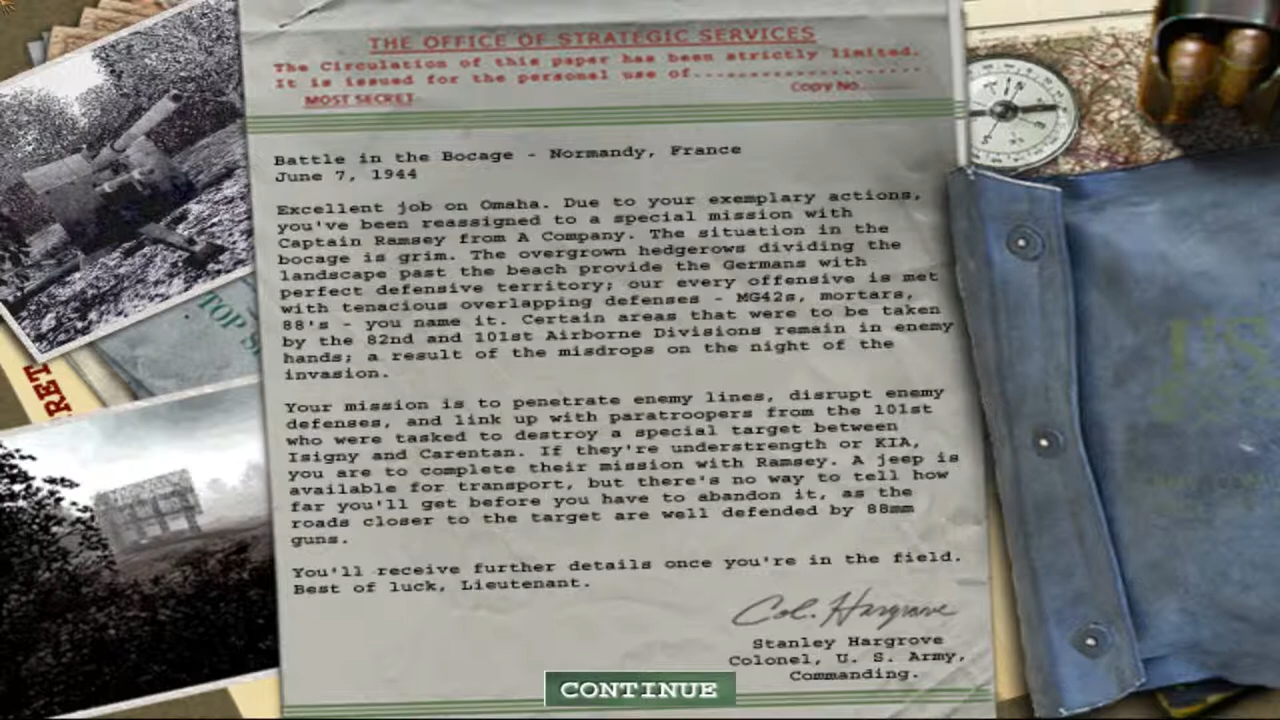 THE OFFICE OF STRATEGIC SERVICES
The Circulation of this paper has been strictly limited.
It is issued for the personal use of
MOST SECRET
Copy No.
Battle in the Bocage - Normandy, France
June 7, 1944
Excellent job on Omaha. Due to your exemplary actions,
you've been reassigned to a special mission with
Captain Ramsey from A Company. The situation in the
bocage is grim. The overgrown hedgerows dividing the
landscape past the beach provide the Germans with
perfect defensive territory; our every offensive is met
with tenacious overlapping defenses - MG42s, mortars,
88's - you name it. Certain areas that were to be taken
by the 82nd and 101st Airborne Divisions remain in enemy
hands; a result of the misdrops on the night of the
invasion.
Your mission is to penetrate enemy lines, disrupt enemy
defenses, and link up with paratroopers from the 101st
who were tasked to destroy a special target between
Isigny and Carentan. If they're understrength or KIA,
you are to complete their mission with Ramsey. A jeep is
available for transport, but there's no way to tell how
far you'll get before you have to abandon it, as the
roads closer to the target are well defended by 88mm
guns.
You'll receive further details once you're in the field.
Best of luck, Lieutenant.
Col. Hargrove
Stanley Hargrove
Colonel, U. S. Army,
Commanding.
CONTINUE
TOP S
RET
US